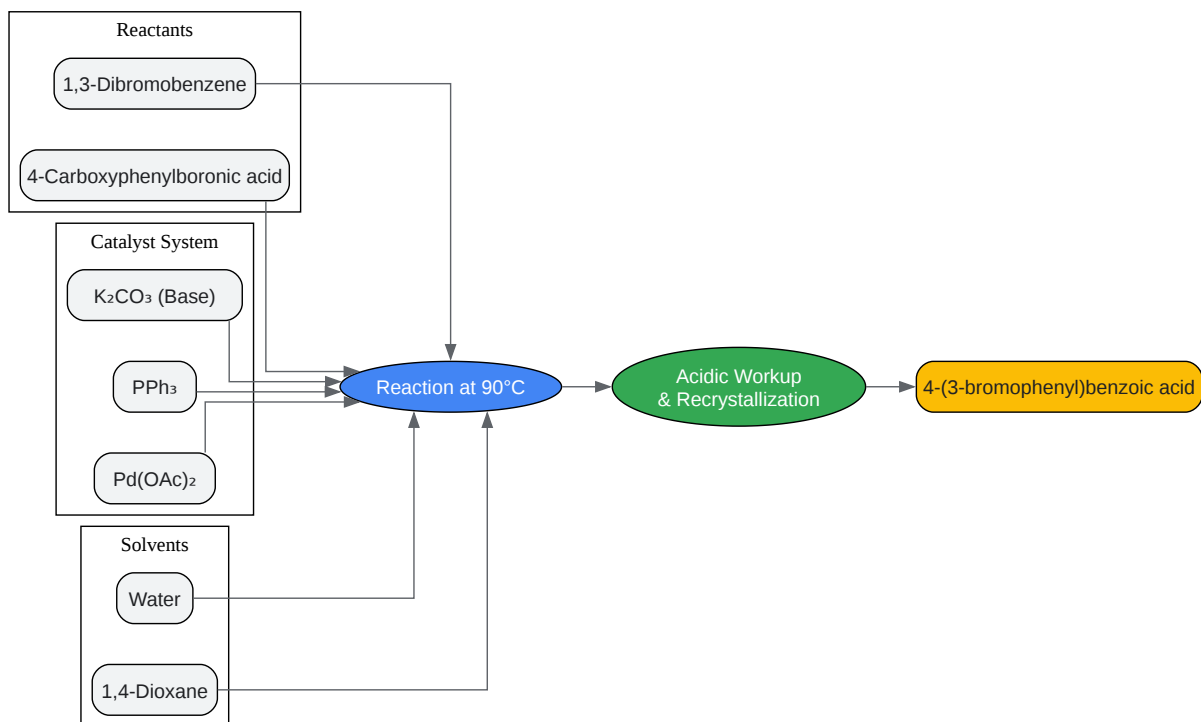 Reactants
1,3-Dibromobenzene
4-Carboxyphenylboronic acid
Catalyst System
K₂CO₃ (Base)
PPh₃
Pd(OAc)₂
Solvents
Water
1,4-Dioxane
Reaction at 90°C
Acidic Workup
& Recrystallization
4-(3-bromophenyl)benzoic acid